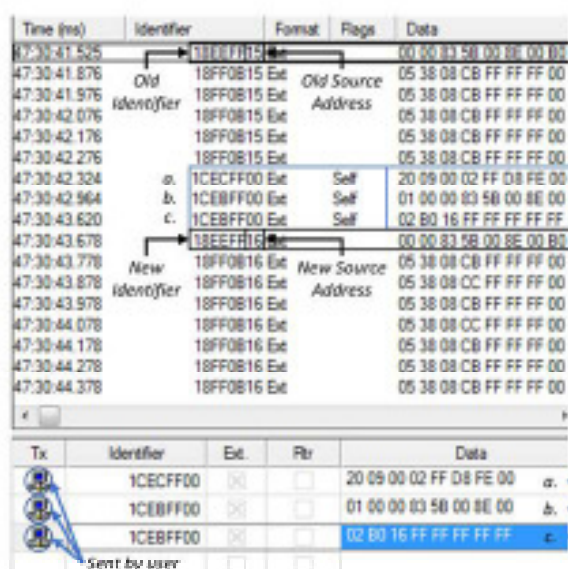 Time (ms) Identifier Format Flags Data
47:30:41.525 18EEFF15 Ext 00 00 83 5B 00 8E 00 B0
47:30:41.876 Old 18FF0B15 Ext Old Source 05 38 08 CB FF FF FF 00
47:30:41.976 Identifier 18FF0B15 Ext Address 05 38 08 CB FF FF FF 00
47:30:42.076 18FF0B15 Ext 05 38 08 CB FF FF FF 00
47:30:42.176 18FF0B15 Ext 05 38 08 CB FF FF FF 00
47:30:42.276 18FF0B15 Ext 05 38 08 CB FF FF FF 00
47:30:42.324 a. 1CECFF00 Ext Self 20 09 00 02 FF D8 FE 00
47:30:42.964 b. 1CEBFF00 Ext Self 01 00 00 83 5B 00 8E 00
47:30:43.620 c. 1CEBFF00 Ext Self 02 B0 16 FF FF FF FF FF
47:30:43.678 18EEFF16 00 00 83 5B 00 8E 00 B0
47:30:43.778 New 18FF0B16 Ext New Source 05 38 08 CB FF FF FF 00
47:30:43.878 Identifier 18FF0B16 Ext Address 05 38 08 CC FF FF FF 00
47:30:43.978 18FF0B16 Ext 05 38 08 CB FF FF FF 00
47:30:44.078 18FF0B16 Ext 05 38 08 CC FF FF FF 00
47:30:44.178 18FF0B16 Ext 05 38 08 CB FF FF FF 00
47:30:44.278 18FF0B16 Ext 05 38 08 CB FF FF FF 00
47:30:44.378 18FF0B16 Ext 05 38 08 CB FF FF FF 00
Tx Identifier Ext. Rtr Data
1CECFF00 20 09 00 02 FF D8 FE 00 a.
1CEBFF00 01 00 00 83 5B 00 8E 00 b.
1CEBFF00 02 B0 16 FF FF FF FF FF c.
Sent by user